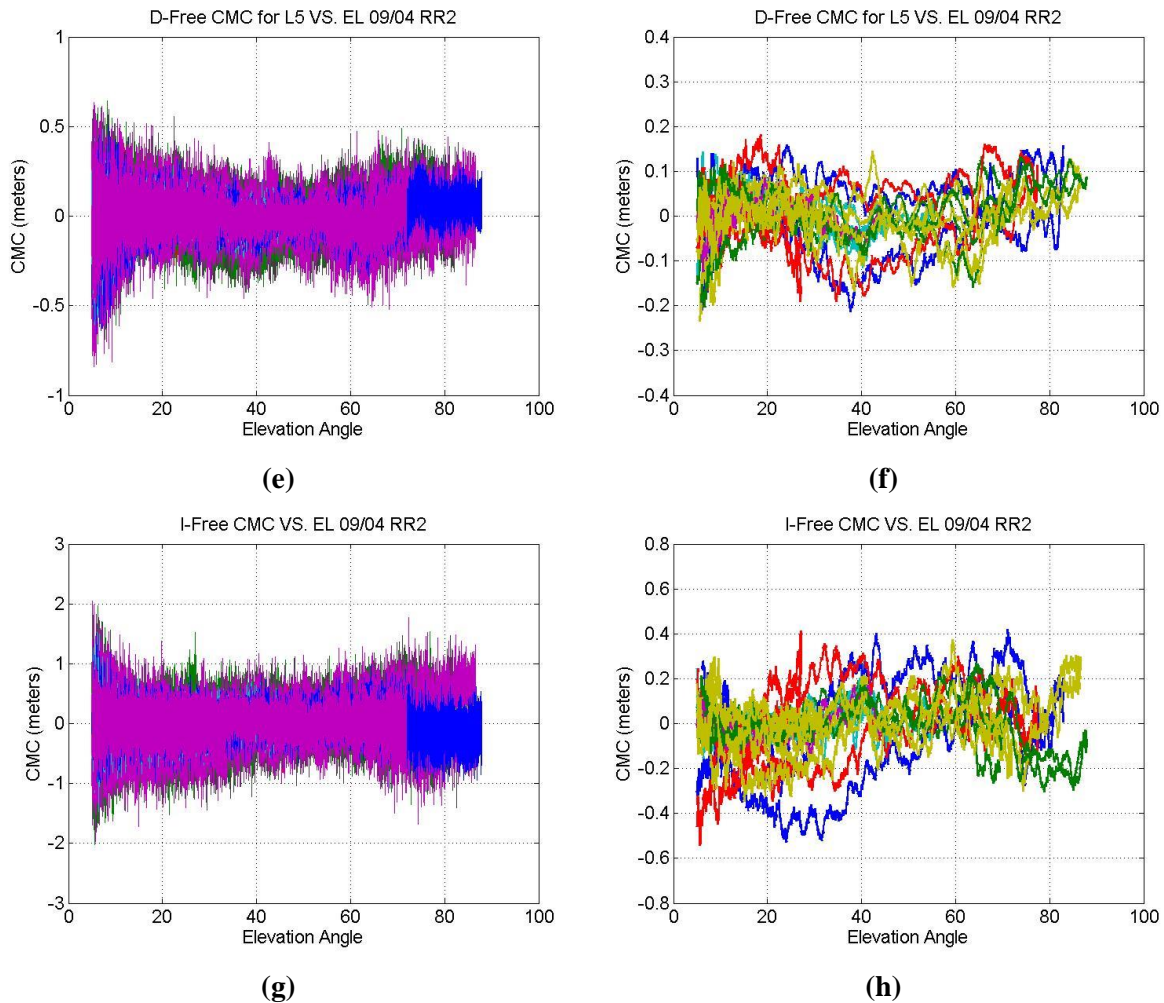 D-Free CMC for L5 VS. EL 09/04 RR2
1
0.5
0
-0.5
-1
CMC (meters)
0 20 40 60 80 100
Elevation Angle
(e)
D-Free CMC for L5 VS. EL 09/04 RR2
0.4
0.3
0.2
0.1
0
-0.1
-0.2
-0.3
-0.4
CMC (meters)
0 20 40 60 80 100
Elevation Angle
(f)
I-Free CMC VS. EL 09/04 RR2
3
2
1
0
-1
-2
-3
CMC (meters)
0 20 40 60 80 100
Elevation Angle
(g)
I-Free CMC VS. EL 09/04 RR2
0.8
0.6
0.4
0.2
0
-0.2
-0.4
-0.6
-0.8
CMC (meters)
0 20 40 60 80 100
Elevation Angle
(h)